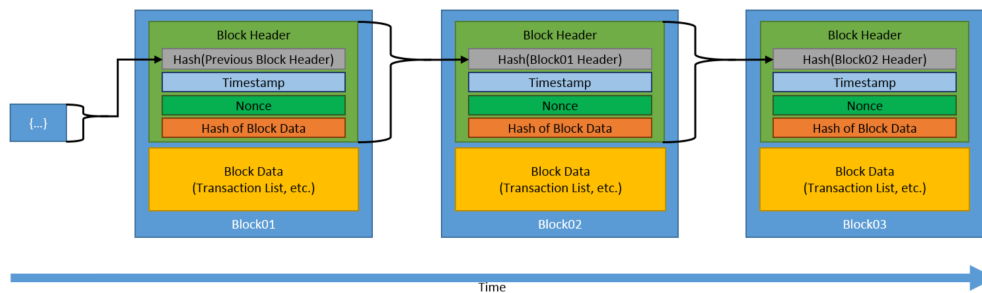 {...}
Block Header
Hash(Previous Block Header)
Timestamp
Nonce
Hash of Block Data
Block Data
(Transaction List, etc.)
Block01
Block Header
Hash(Block01 Header)
Timestamp
Nonce
Hash of Block Data
Block Data
(Transaction List, etc.)
Block02
Block Header
Hash(Block02 Header)
Timestamp
Nonce
Hash of Block Data
Block Data
(Transaction List, etc.)
Block03
Time